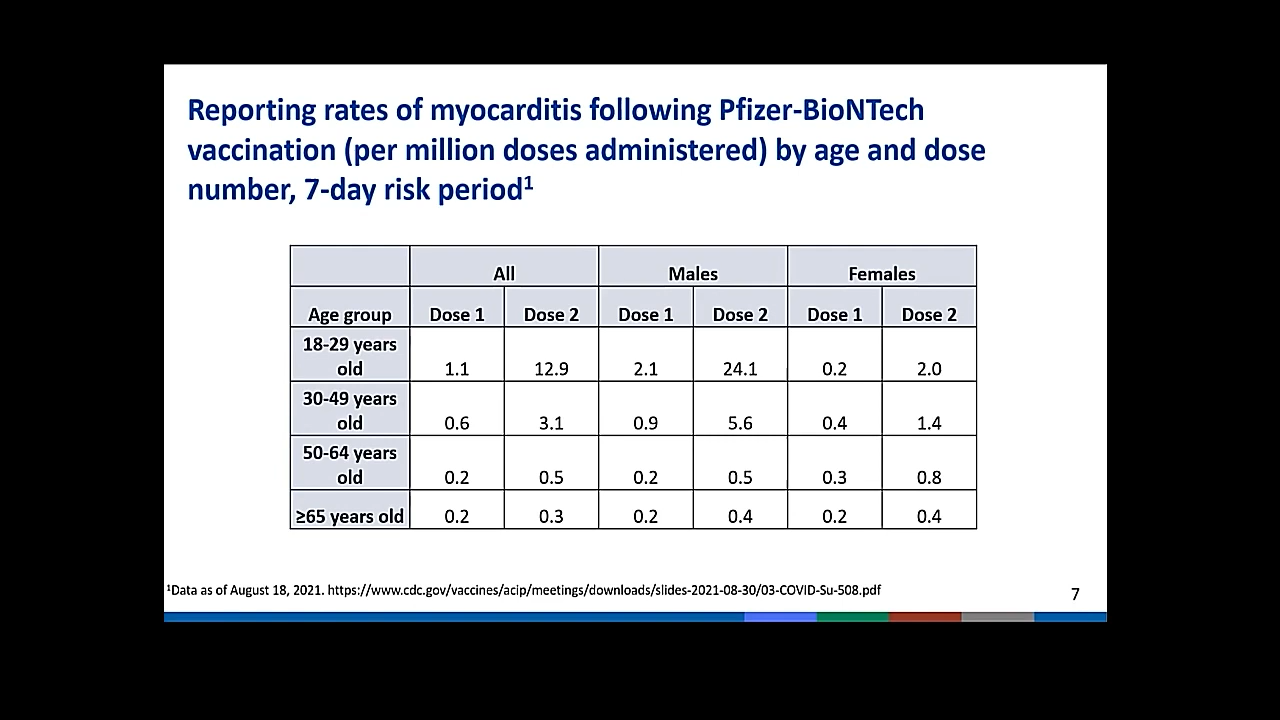 Reporting rates of myocarditis following Pfizer-BioNTech
vaccination (per million doses administered) by age and dose
number, 7-day risk period¹
All Males Females
Age group Dose 1 Dose 2 Dose 1 Dose 2 Dose 1 Dose 2
18-29 years
old 1.1 12.9 2.1 24.1 0.2 2.0
30-49 years
old 0.6 3.1 0.9 5.6 0.4 1.4
50-64 years
old 0.2 0.5 0.2 0.5 0.3 0.8
≥65 years old 0.2 0.3 0.2 0.4 0.2 0.4
¹Data as of August 18, 2021. https://www.cdc.gov/vaccines/acip/meetings/downloads/slides-2021-08-30/03-COVID-Su-508.pdf
7